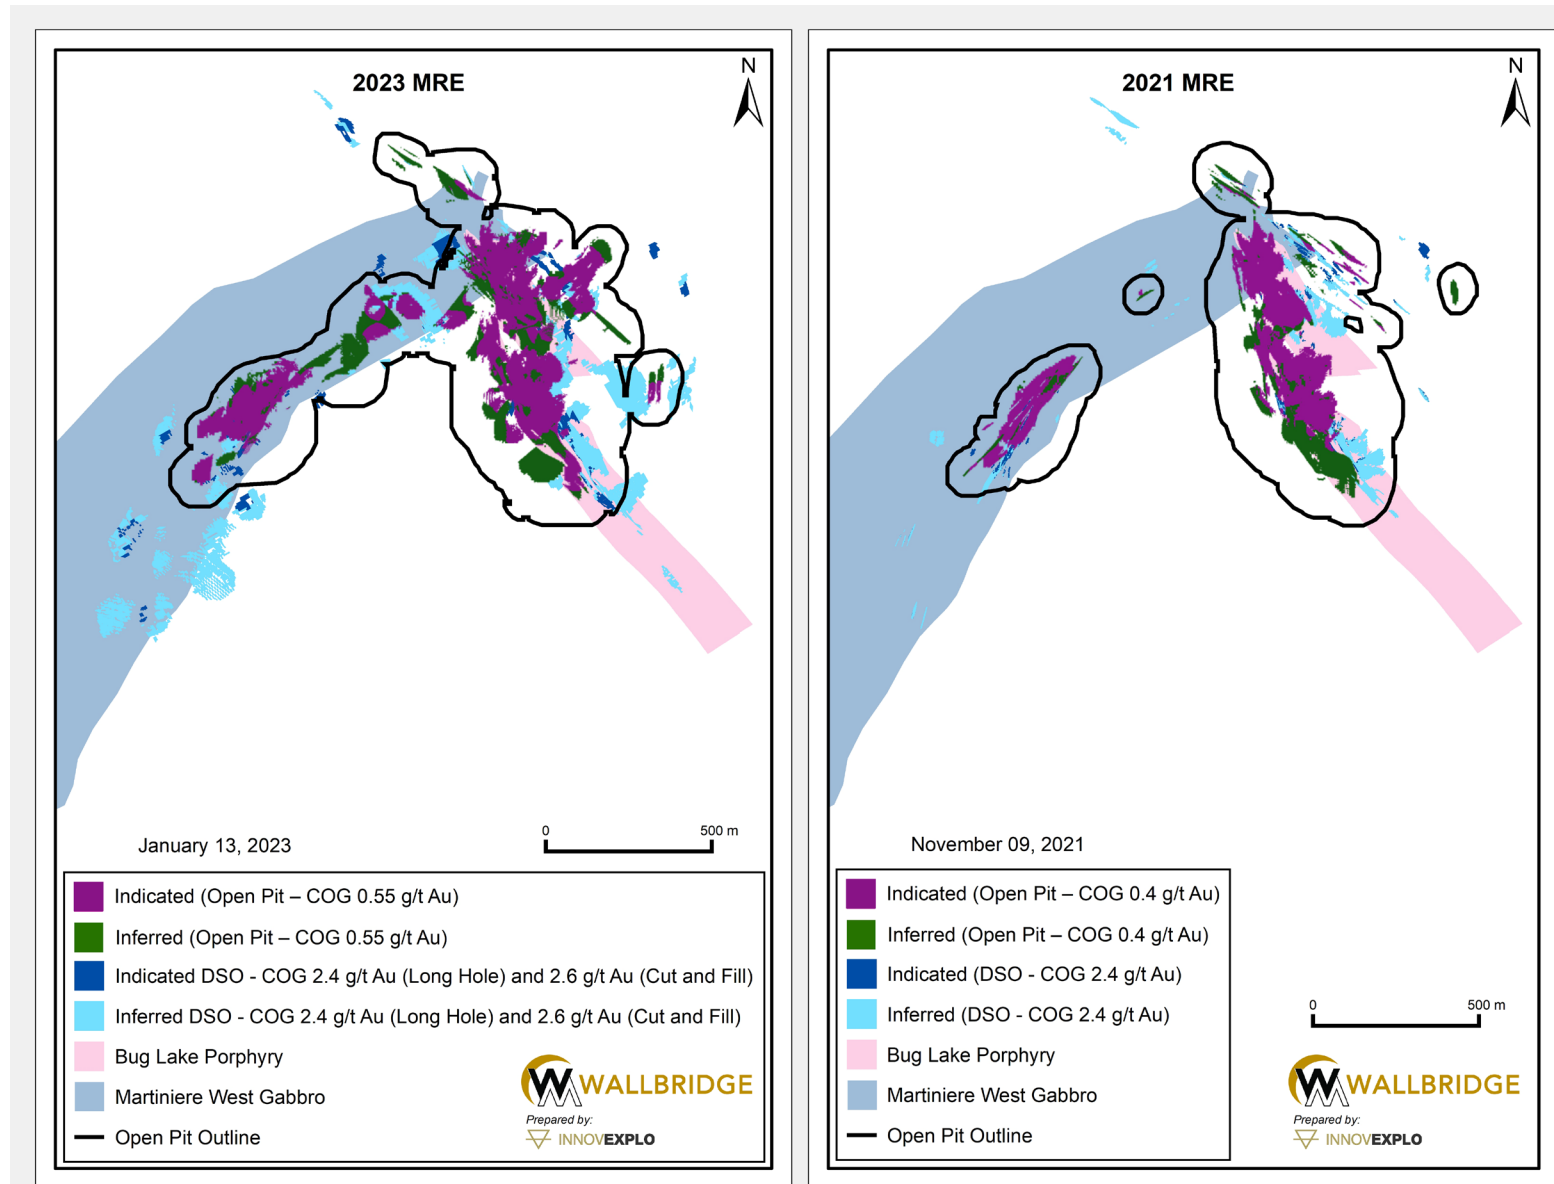 2023 MRE
N
January 13, 2023
0 500 m
Indicated (Open Pit – COG 0.55 g/t Au)
Inferred (Open Pit – COG 0.55 g/t Au)
Indicated DSO - COG 2.4 g/t Au (Long Hole) and 2.6 g/t Au (Cut and Fill)
Inferred DSO - COG 2.4 g/t Au (Long Hole) and 2.6 g/t Au (Cut and Fill)
Bug Lake Porphyry
Martiniere West Gabbro
Open Pit Outline
WALLBRIDGE
Prepared by:
INNOVEXPLO
2021 MRE
N
November 09, 2021
Indicated (Open Pit – COG 0.4 g/t Au)
Inferred (Open Pit – COG 0.4 g/t Au)
Indicated (DSO - COG 2.4 g/t Au)
Inferred (DSO - COG 2.4 g/t Au)
Bug Lake Porphyry
Martiniere West Gabbro
Open Pit Outline
0 500 m
WALLBRIDGE
Prepared by:
INNOVEXPLO